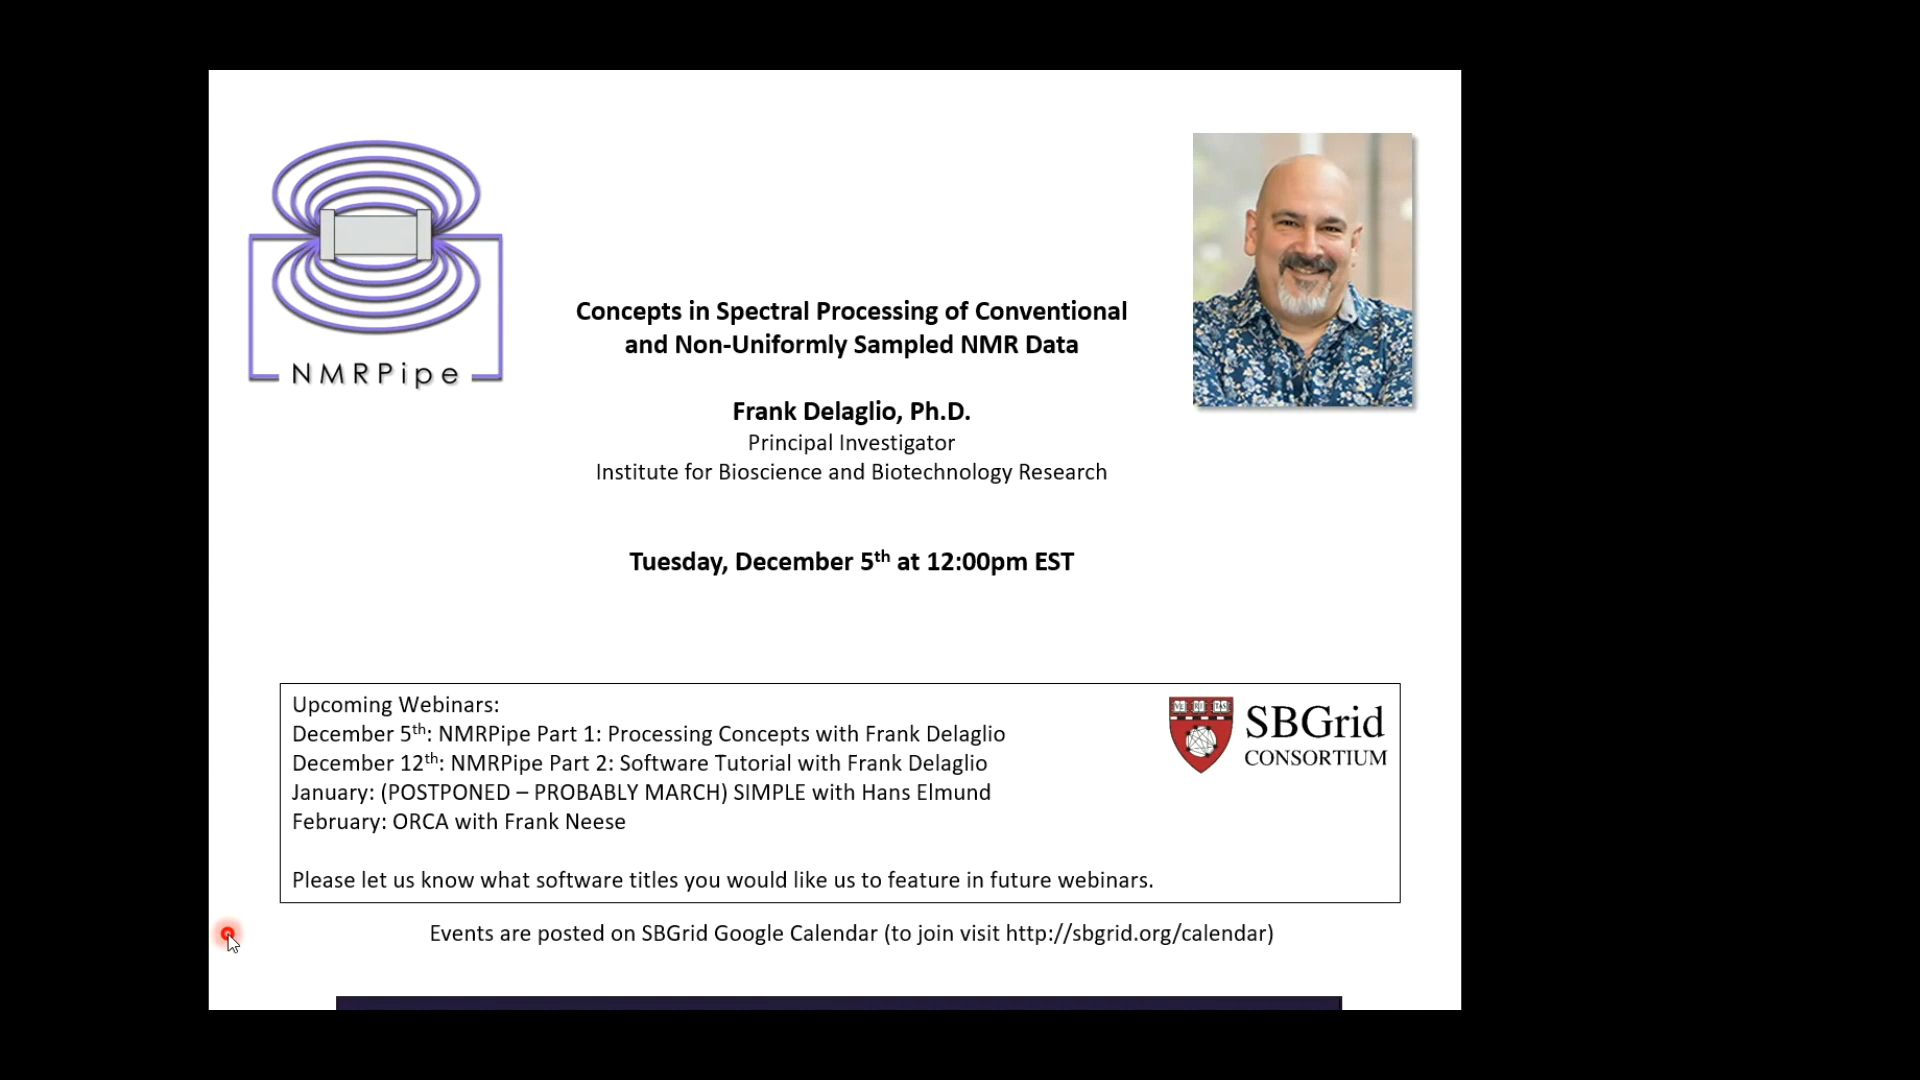 NMRPipe
Concepts in Spectral Processing of Conventional
and Non-Uniformly Sampled NMR Data
Frank Delaglio, Ph.D.
Principal Investigator
Institute for Bioscience and Biotechnology Research
Tuesday, December 5th at 12:00pm EST
Upcoming Webinars:
December 5th: NMRPipe Part 1: Processing Concepts with Frank Delaglio
December 12th: NMRPipe Part 2: Software Tutorial with Frank Delaglio
January: (POSTPONED – PROBABLY MARCH) SIMPLE with Hans Elmund
February: ORCA with Frank Neese
Please let us know what software titles you would like us to feature in future webinars.
VE RI TAS
SBGrid
CONSORTIUM
Events are posted on SBGrid Google Calendar (to join visit http://sbgrid.org/calendar)